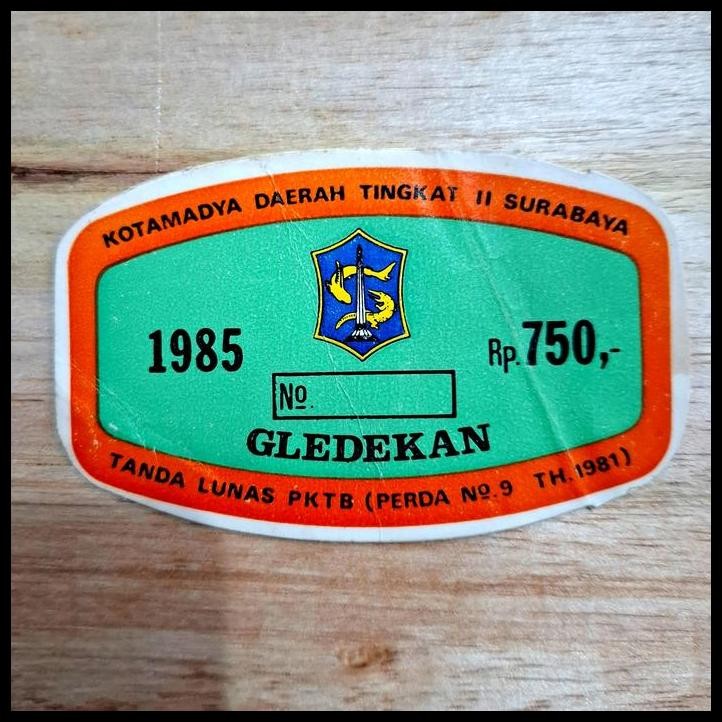 KOTAMADYA DAERAH TINGKAT II SURABAYA
1985
Rp.750,-
Nº.
GLEDEKAN
TANDA LUNAS PKTB (PERDA Nº.9 TH.1981)